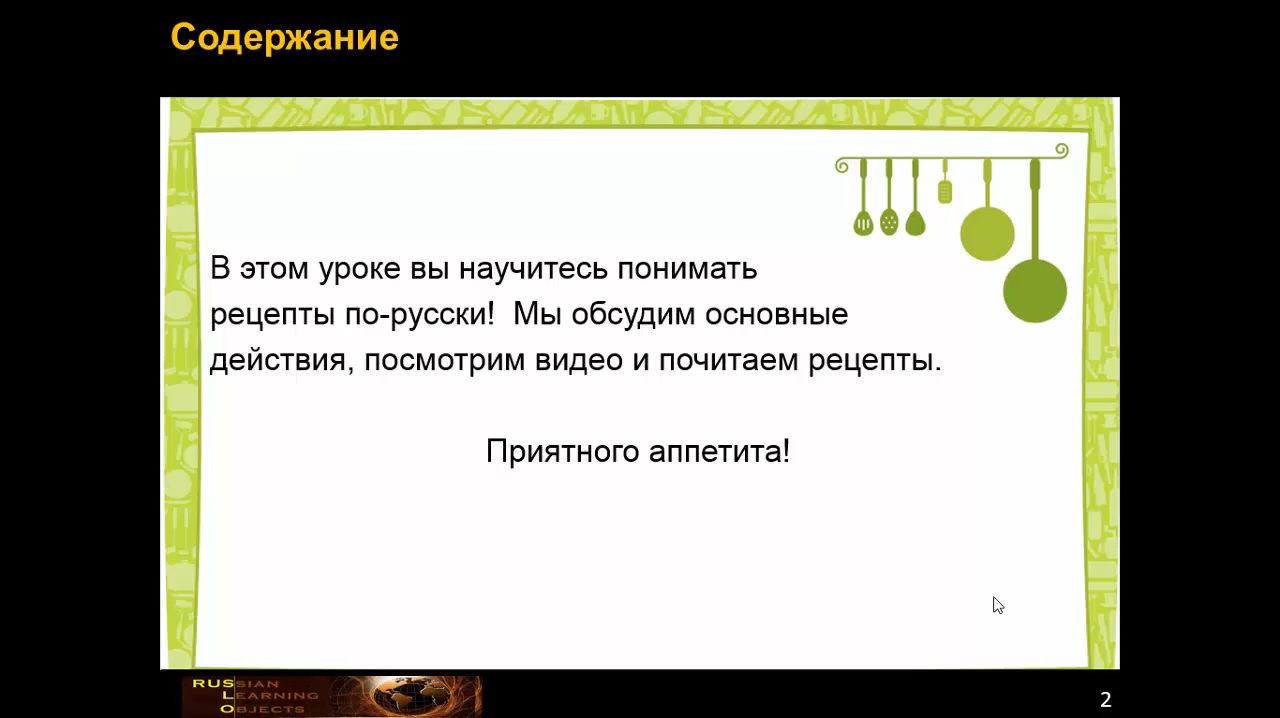 Содержание
В этом уроке вы научитесь понимать
рецепты по-русски!  Мы обсудим основные
действия, посмотрим видео и почитаем рецепты.
Приятного аппетита!
RUSSIAN
LEARNING
OBJECTS
2